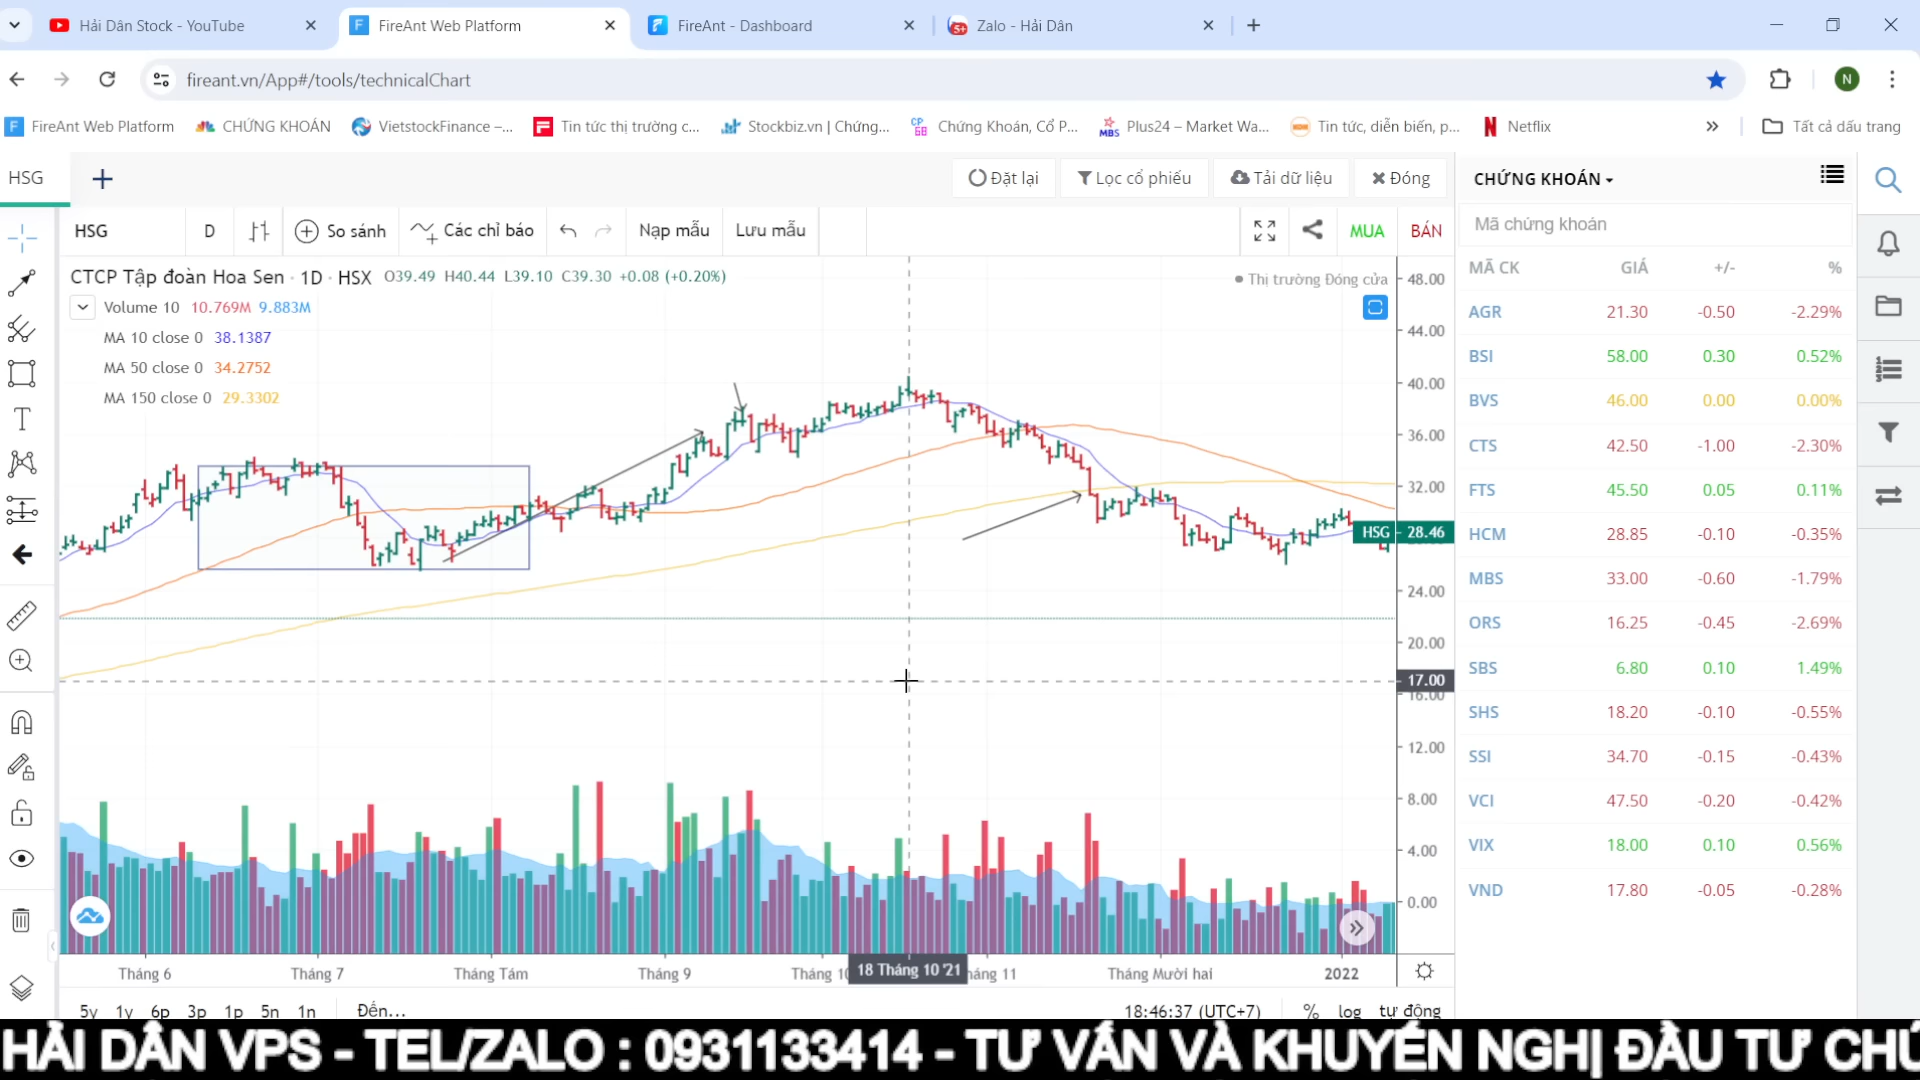 Hải Dân Stock - YouTube
FireAnt Web Platform
FireAnt - Dashboard
Zalo - Hải Dân
fireant.vn/App#/tools/technicalChart
N
FireAnt Web Platform
CHỨNG KHOÁN
VietstockFinance –...
Tin tức thị trường c...
Stockbiz.vn | Chứng...
Chứng Khoán, Cổ P...
Plus24 – Market Wa...
Tin tức, diễn biến, p...
Netflix
Tất cả dấu trang
HSG
Đặt lại
Lọc cổ phiếu
Tải dữ liệu
Đóng
HSG
D
So sánh
Các chỉ báo
Nạp mẫu
Lưu mẫu
MUA
BÁN
CTCP Tập đoàn Hoa Sen · 1D · HSX O39.49 H40.44 L39.10 C39.30 +0.08 (+0.20%)
Thị trường Đóng cửa
Volume 10 10.769M 9.883M
MA 10 close 0 38.1387
MA 50 close 0 34.2752
MA 150 close 0 29.3302
48.00
44.00
40.00
36.00
32.00
HSG 28.46
24.00
20.00
17.00
16.00
12.00
8.00
4.00
0.00
Tháng 6
Tháng 7
Tháng Tám
Tháng 9
Tháng 10
18 Tháng 10 '21
háng 11
Tháng Mười hai
2022
5y 1y 6p 3p 1p 5n 1n Đến...
18:46:37 (UTC+7) % log tự động
CHỨNG KHOÁN
Mã chứng khoán
MÃ CK GIÁ +/- %
AGR 21.30 -0.50 -2.29%
BSI 58.00 0.30 0.52%
BVS 46.00 0.00 0.00%
CTS 42.50 -1.00 -2.30%
FTS 45.50 0.05 0.11%
HCM 28.85 -0.10 -0.35%
MBS 33.00 -0.60 -1.79%
ORS 16.25 -0.45 -2.69%
SBS 6.80 0.10 1.49%
SHS 18.20 -0.10 -0.55%
SSI 34.70 -0.15 -0.43%
VCI 47.50 -0.20 -0.42%
VIX 18.00 0.10 0.56%
VND 17.80 -0.05 -0.28%
HẢI DÂN VPS - TEL/ZALO : 0931133414 - TƯ VẤN VÀ KHUYẾN NGHỊ ĐẦU TƯ CHỨ